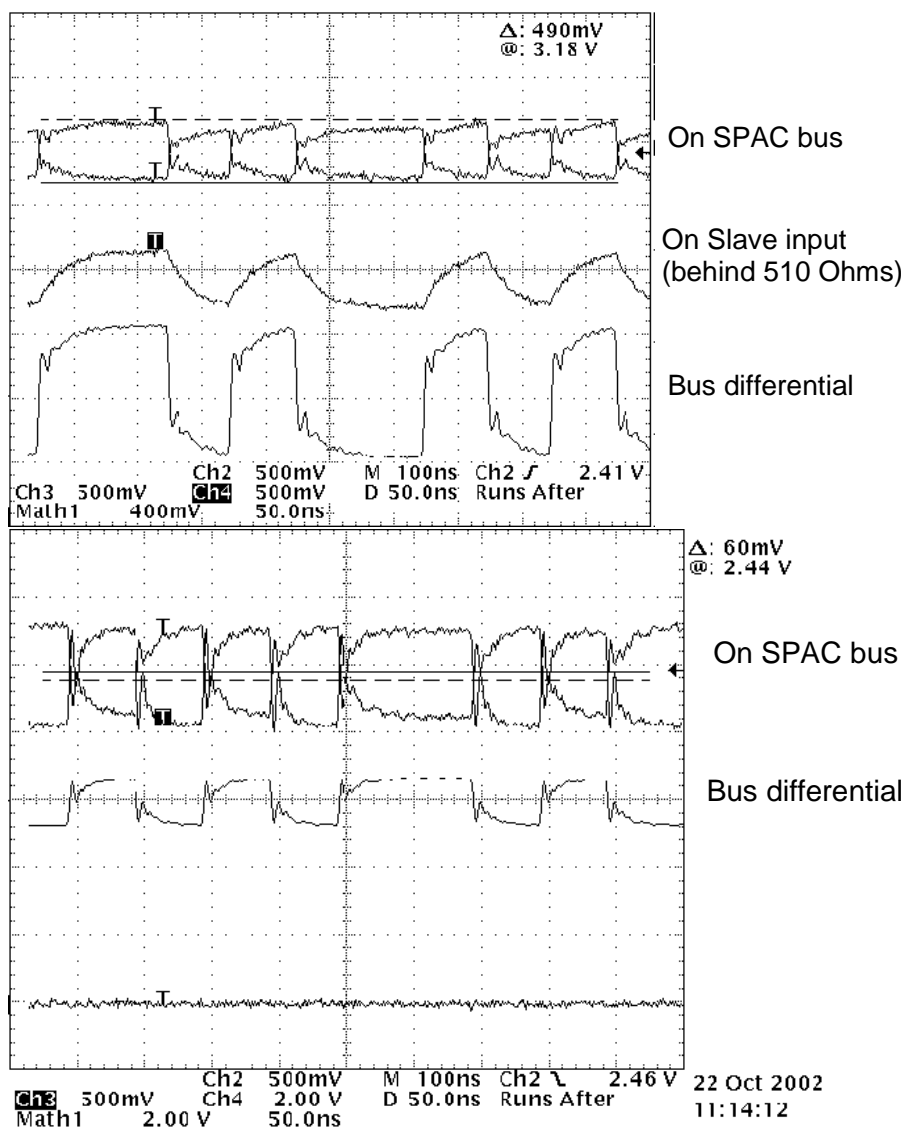 Δ: 490mV
@: 3.18 V
On SPAC bus
On Slave input
(behind 510 Ohms)
Bus differential
Ch2 500mV M 100ns Ch2 ʃ 2.41 V
Ch3 500mV Ch4 500mV D 50.0ns Runs After
Math1 400mV 50.0ns
Δ: 60mV
@: 2.44 V
On SPAC bus
Bus differential
Ch2 500mV M 100ns Ch2 2.46 V
Ch3 500mV Ch4 2.00 V D 50.0ns Runs After
Math1 2.00 V 50.0ns
22 Oct 2002
11:14:12